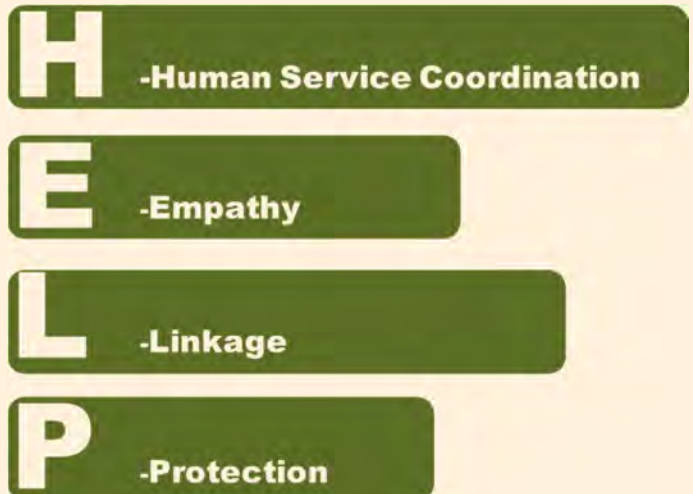 H -Human Service Coordination
E -Empathy
L -Linkage
P -Protection